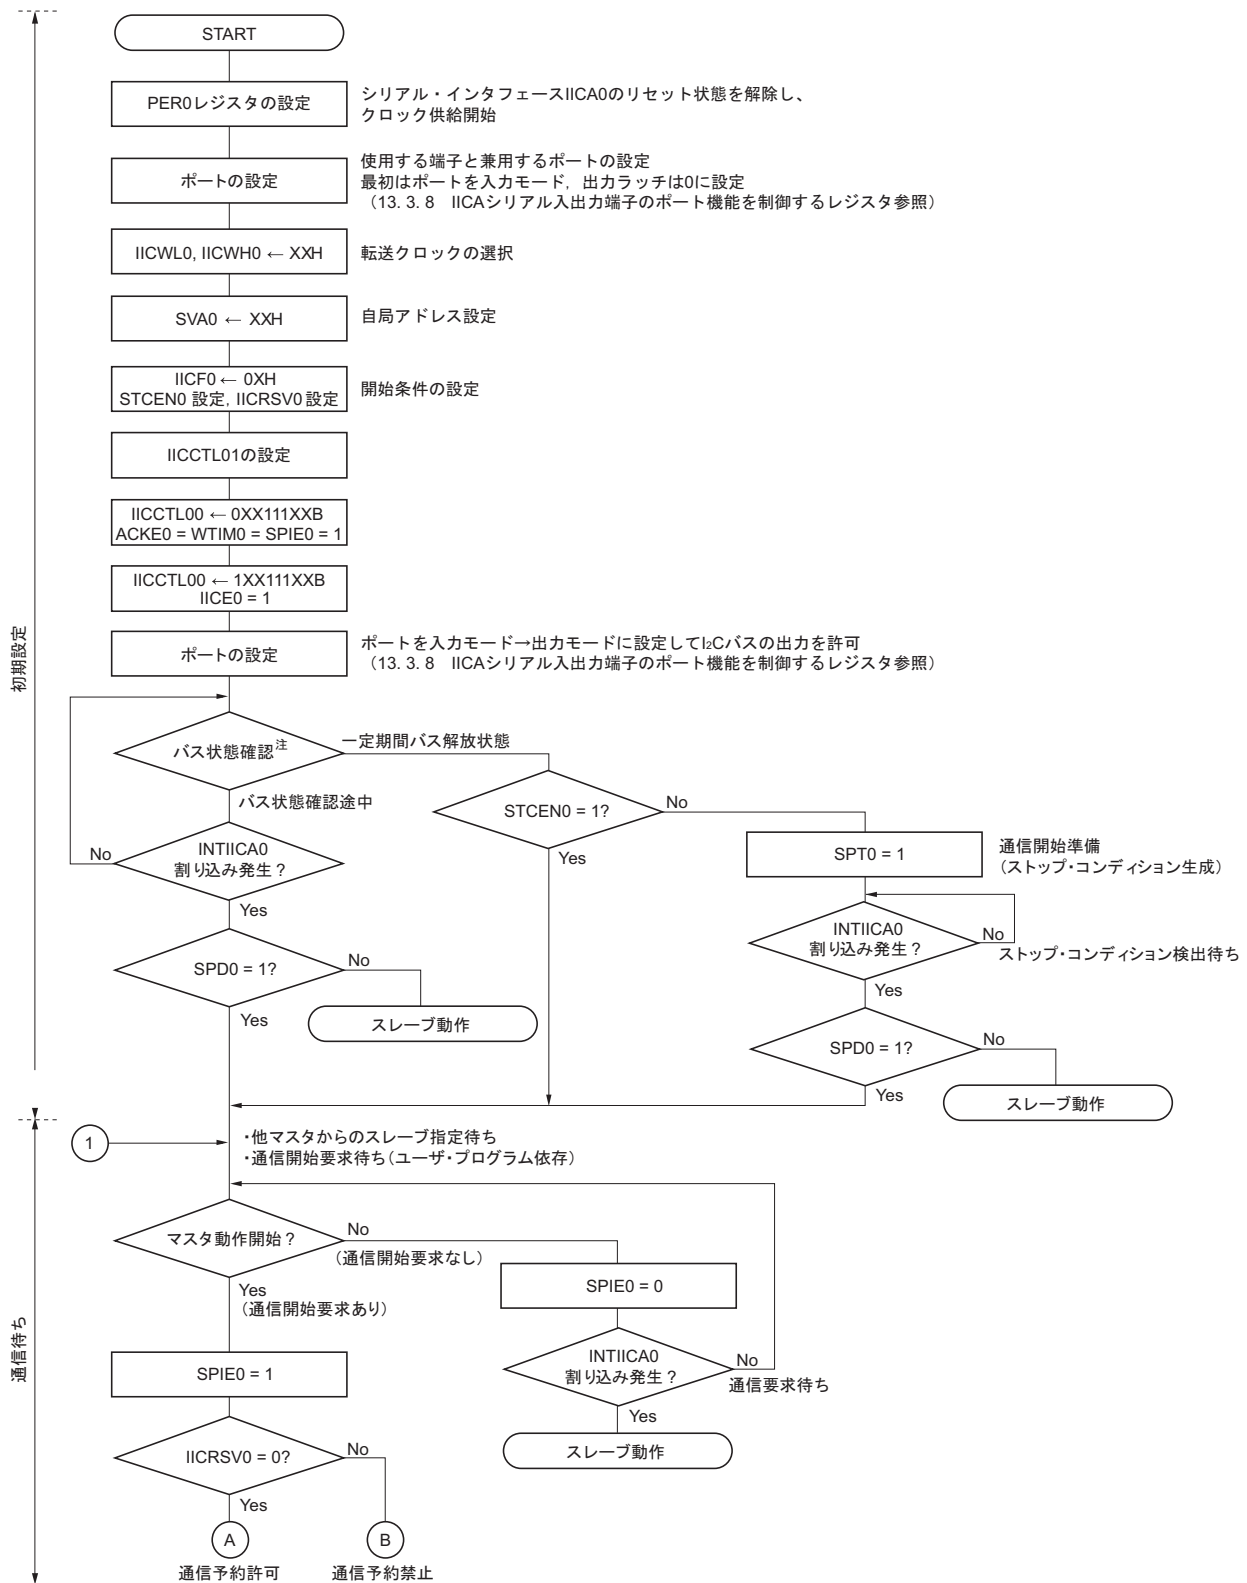 START
PER0レジスタの設定
シリアル・インタフェースIICA0のリセット状態を解除し、
クロック供給開始
ポートの設定
使用する端子と兼用するポートの設定
最初はポートを入力モード，出力ラッチは0に設定
（13. 3. 8　IICAシリアル入出力端子のポート機能を制御するレジスタ参照）
IICWL0, IICWH0 ← XXH
転送クロックの選択
SVA0 ← XXH
自局アドレス設定
IICF0 ← 0XH
STCEN0 設定, IICRSV0 設定
開始条件の設定
IICCTL01の設定
IICCTL00 ← 0XX111XXB
ACKE0 = WTIM0 = SPIE0 = 1
IICCTL00 ← 1XX111XXB
IICE0 = 1
ポートの設定
ポートを入力モード→出力モードに設定してI2Cバスの出力を許可
（13. 3. 8　IICAシリアル入出力端子のポート機能を制御するレジスタ参照）
初期設定
バス状態確認注
一定期間バス解放状態
バス状態確認途中
STCEN0 = 1?
No
Yes
SPT0 = 1
通信開始準備
(ストップ・コンディション生成)
INTIICA0
割り込み発生？
No
Yes
INTIICA0
割り込み発生？
No
ストップ・コンディション検出待ち
Yes
SPD0 = 1?
No
Yes
スレーブ動作
SPD0 = 1?
No
Yes
スレーブ動作
1
・他マスタからのスレーブ指定待ち
・通信開始要求待ち(ユーザ・プログラム依存)
マスタ動作開始？
No
(通信開始要求なし)
Yes
(通信開始要求あり)
SPIE0 = 0
通信待ち
INTIICA0
割り込み発生？
No
通信要求待ち
Yes
スレーブ動作
SPIE0 = 1
IICRSV0 = 0?
No
Yes
A
B
通信予約許可
通信予約禁止